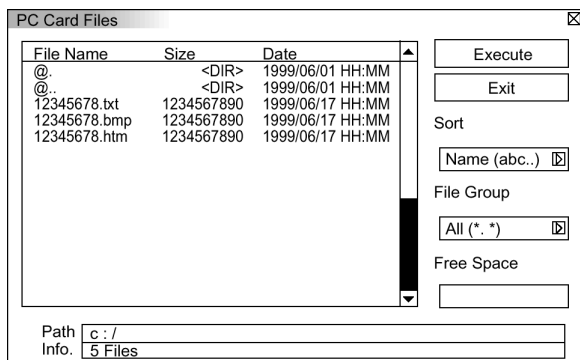 PC Card Files
File Name Size Date
@. <DIR> 1999/06/01 HH:MM
@.. <DIR> 1999/06/01 HH:MM
12345678.txt 1234567890 1999/06/17 HH:MM
12345678.bmp 1234567890 1999/06/17 HH:MM
12345678.htm 1234567890 1999/06/17 HH:MM
Execute
Exit
Sort
Name (abc..)
File Group
All (*. *)
Free Space
Path c : /
Info. 5 Files